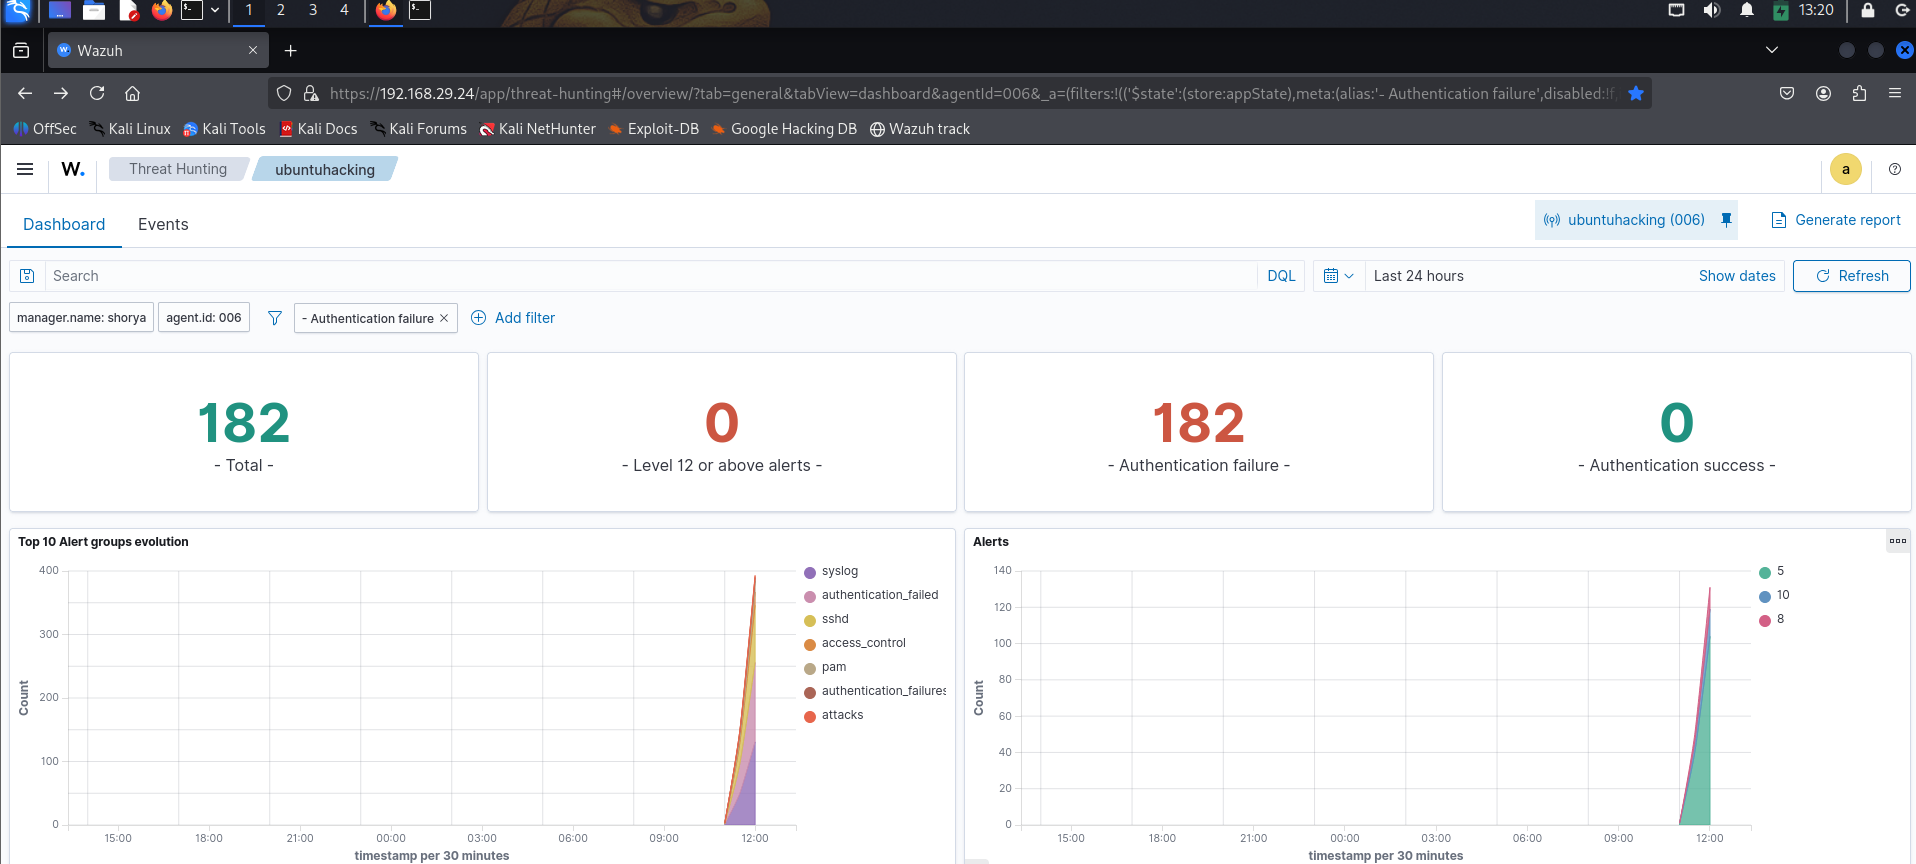 1 2 3 4
13:20
Wazuh
https://192.168.29.24/app/threat-hunting#/overview/?tab=general&tabView=dashboard&agentId=006&_a=(filters:!(('$state':(store:appState),meta:(alias:'- Authentication failure',disabled:!f,
OffSec Kali Linux Kali Tools Kali Docs Kali Forums Kali NetHunter Exploit-DB Google Hacking DB Wazuh track
W. Threat Hunting ubuntuhacking a
Dashboard Events ubuntuhacking (006) Generate report
Search DQL Last 24 hours Show dates Refresh
manager.name: shorya agent.id: 006 - Authentication failure Add filter
182
- Total -
0
- Level 12 or above alerts -
182
- Authentication failure -
0
- Authentication success -
Top 10 Alert groups evolution
400
300
200
100
0
Count
15:00 18:00 21:00 00:00 03:00 06:00 09:00 12:00
timestamp per 30 minutes
syslog
authentication_failed
sshd
access_control
pam
authentication_failures
attacks
Alerts
140
120
100
80
60
40
20
0
Count
15:00 18:00 21:00 00:00 03:00 06:00 09:00 12:00
timestamp per 30 minutes
5
10
8